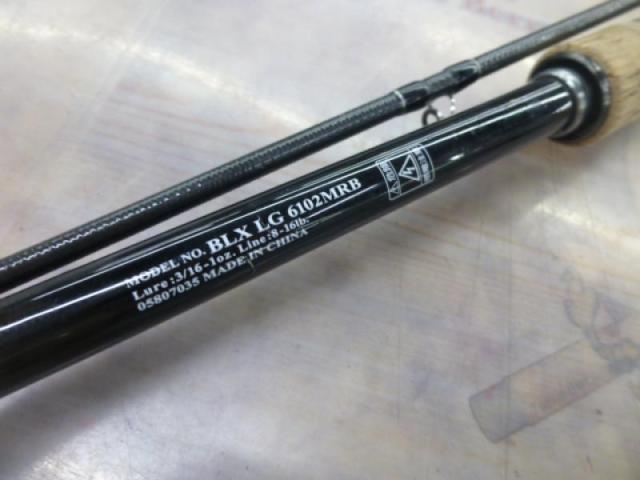 MODEL NO. BLX LG 6102MRB
Lure:3/16-1oz. Line:8-16lb.
05807035 MADE IN CHINA